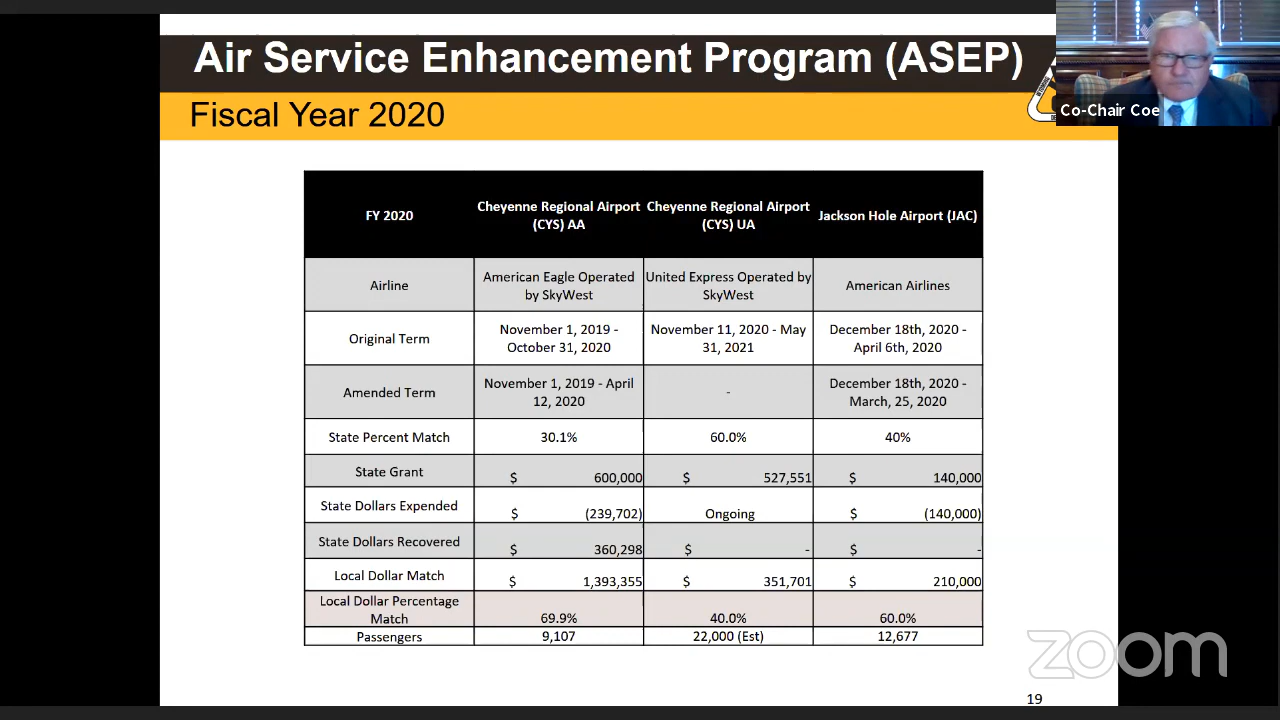 Air Service Enhancement Program (ASEP)
Fiscal Year 2020
Co-Chair Coe
FY 2020
Cheyenne Regional Airport
(CYS) AA
Cheyenne Regional Airport
(CYS) UA
Jackson Hole Airport (JAC)
Airline
American Eagle Operated
by SkyWest
United Express Operated by
SkyWest
American Airlines
Original Term
November 1, 2019 -
October 31, 2020
November 11, 2020 - May
31, 2021
December 18th, 2020 -
April 6th, 2020
Amended Term
November 1, 2019 - April
12, 2020
-
December 18th, 2020 -
March, 25, 2020
State Percent Match
30.1%
60.0%
40%
State Grant
$ 600,000
$ 527,551
$ 140,000
State Dollars Expended
$ (239,702)
Ongoing
$ (140,000)
State Dollars Recovered
$ 360,298
$ -
$ -
Local Dollar Match
$ 1,393,355
$ 351,701
$ 210,000
Local Dollar Percentage
Match
69.9%
40.0%
60.0%
Passengers
9,107
22,000 (Est)
12,677
zoom
19